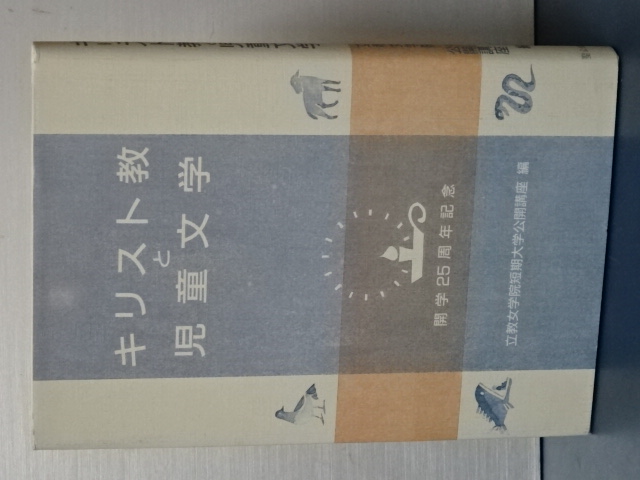 キリスト教
と
児童文学
開学25周年記念
立教女学院短期大学公開講座 編